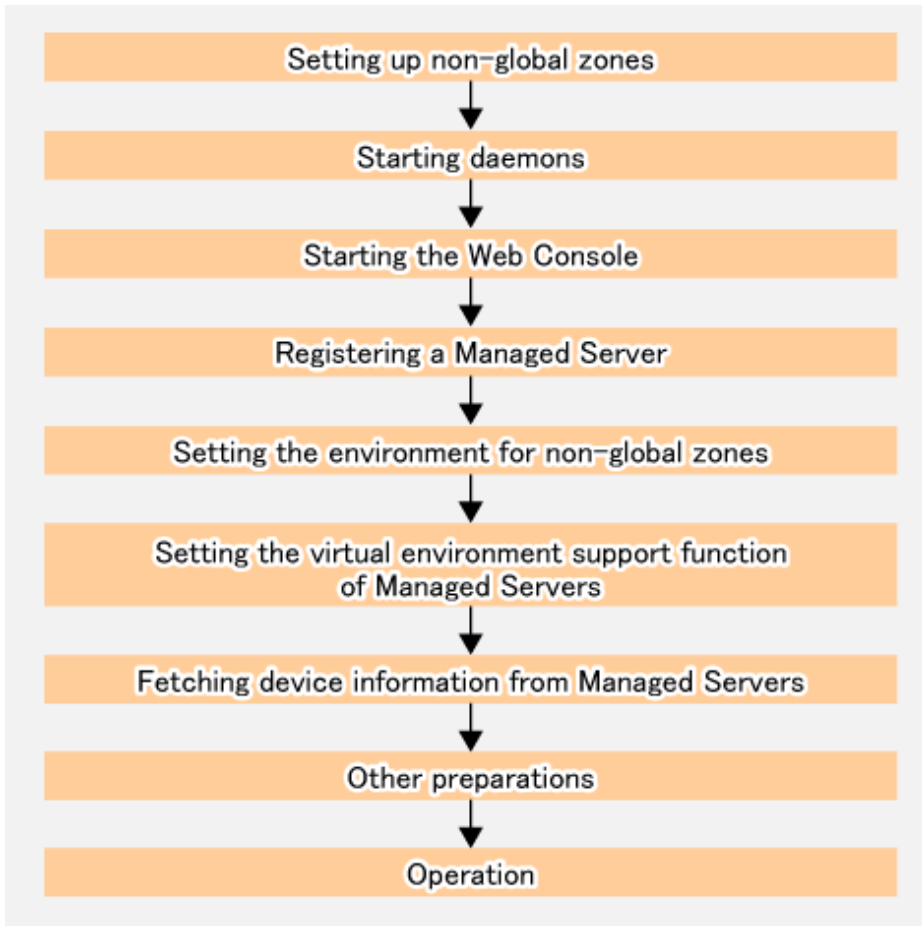 Setting up non-global zones
Starting daemons
Starting the Web Console
Registering a Managed Server
Setting the environment for non-global zones
Setting the virtual environment support function
of Managed Servers
Fetching device information from Managed Servers
Other preparations
Operation